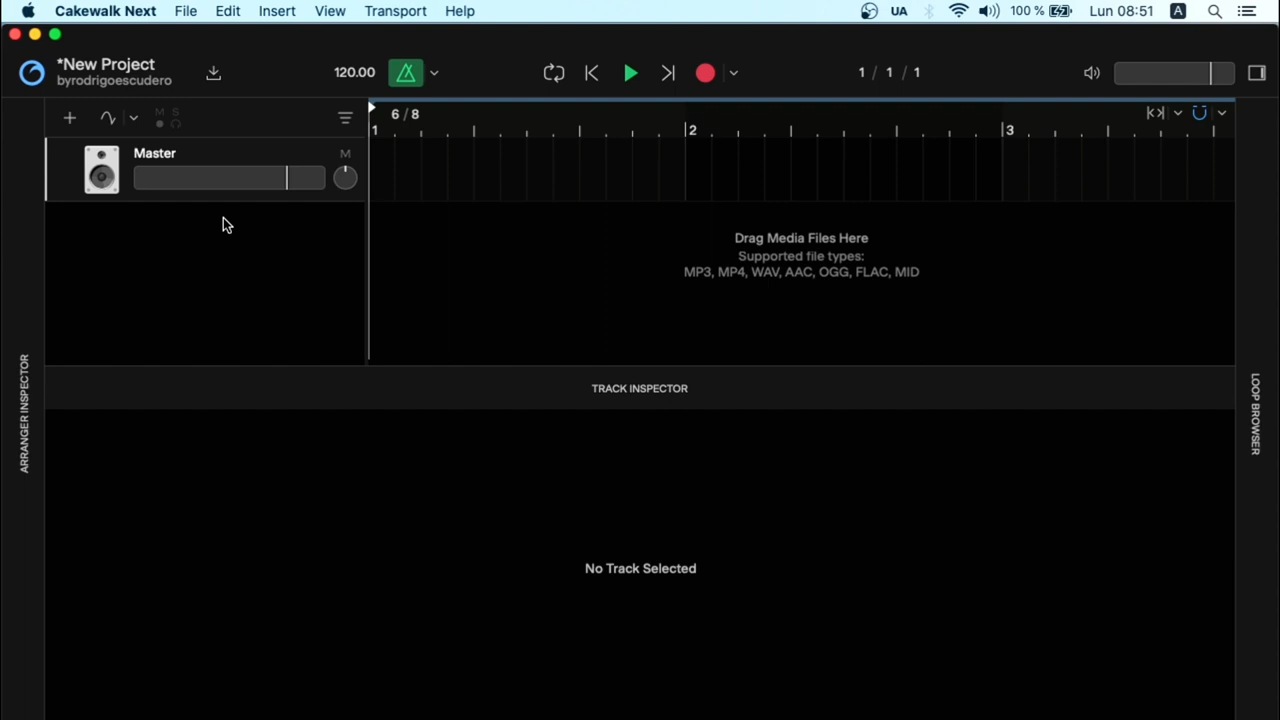 Cakewalk Next File Edit Insert View Transport Help UA 100 % Lun 08:51 A
*New Project
byrodrigoescudero
120.00
1 / 1 / 1
M S
6 / 8
1 2 3
Master M
Drag Media Files Here
Supported file types:
MP3, MP4, WAV, AAC, OGG, FLAC, MID
ARRANGER INSPECTOR
TRACK INSPECTOR
LOOP BROWSER
No Track Selected